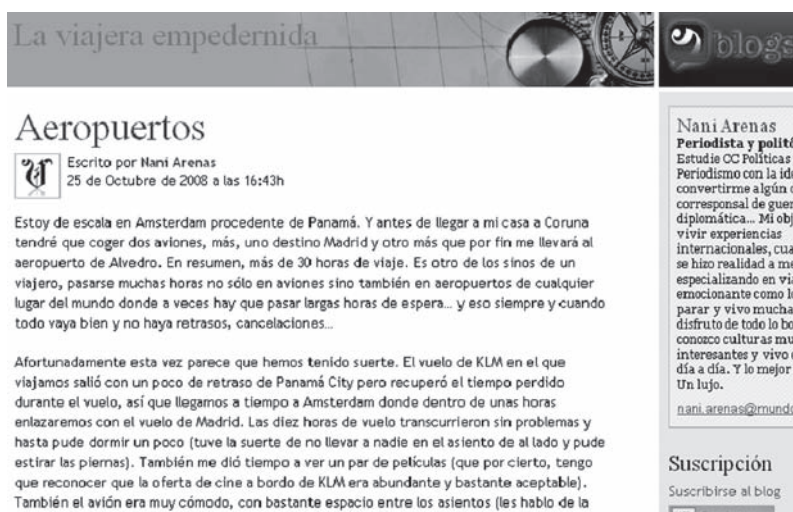 La viajera empedernida
blogs
Aeropuertos
Escrito por Nani Arenas
25 de Octubre de 2008 a las 16:43h
Estoy de escala en Amsterdam procedente de Panamá. Y antes de llegar a mi casa a Coruna
tendré que coger dos aviones, más, uno destino Madrid y otro más que por fin me llevará al
aeropuerto de Alvedro. En resumen, más de 30 horas de viaje. Es otro de los sinos de un
viajero, pasarse muchas horas no sólo en aviones sino también en aeropuertos de cualquier
lugar del mundo donde a veces hay que pasar largas horas de espera... y eso siempre y cuando
todo vaya bien y no haya retrasos, cancelaciones...
Afortunadamente esta vez parece que hemos tenido suerte. El vuelo de KLM en el que
viajamos salió con un poco de retraso de Panamá City pero recuperó el tiempo perdido
durante el vuelo, así que llegamos a tiempo a Amsterdam donde dentro de unas horas
enlazaremos con el vuelo de Madrid. Las diez horas de vuelo transcurrieron sin problemas y
hasta pude dormir un poco (tuve la suerte de no llevar a nadie en el asiento de al lado y pude
estirar las piernas). También me dió tiempo a ver un par de películas (que por cierto, tengo
que reconocer que la oferta de cine a bordo de KLM era abundante y bastante aceptable).
También el avión era muy cómodo, con bastante espacio entre los asientos (les hablo de la
Nani Arenas
Periodista y politó
Estudie CC Políticas
Periodismo con la ide
convertirme algún d
corresponsal de guer
diplomática... Mi obj
vivir experiencias
internacionales, cua
se hizo realidad a me
especializando en via
emocionante como l
parar y vivo mucha
disfruto de todo lo bo
conozco culturas mu
interesantes y vivo
día a día. Y lo mejor
Un lujo.
nani.arenas@mundo
Suscripción
Suscribirse al blog